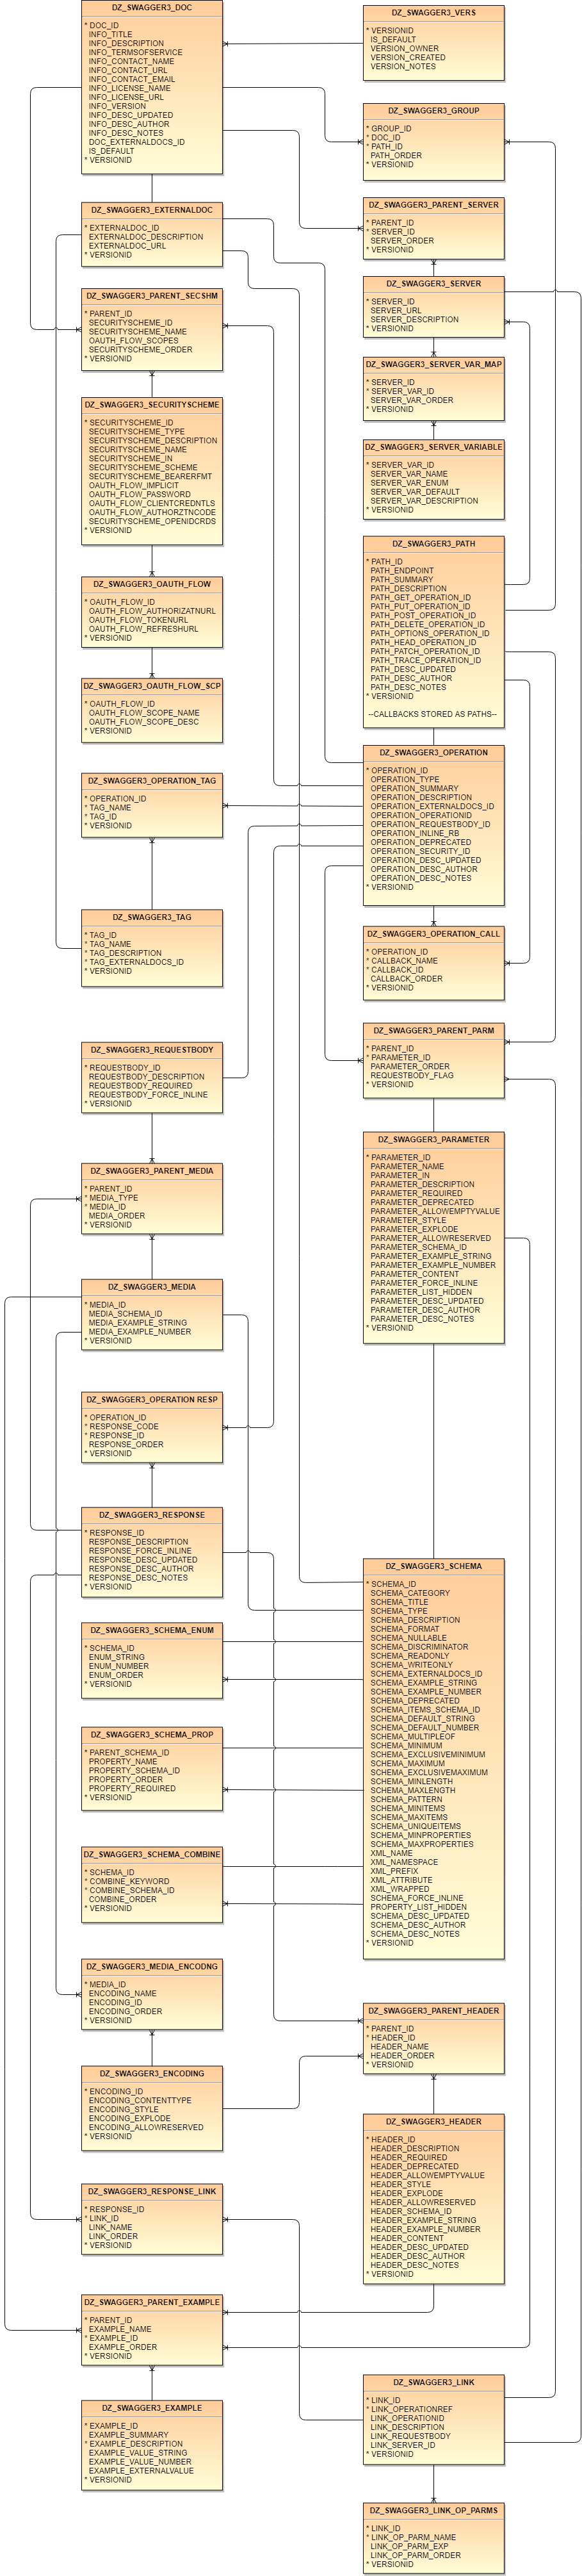 DZ_SWAGGER3_DOC
* DOC_ID
INFO_TITLE
INFO_DESCRIPTION
INFO_TERMSOFSERVICE
INFO_CONTACT_NAME
INFO_CONTACT_URL
INFO_CONTACT_EMAIL
INFO_LICENSE_NAME
INFO_LICENSE_URL
INFO_VERSION
INFO_DESC_UPDATED
INFO_DESC_AUTHOR
INFO_DESC_NOTES
DOC_EXTERNALDOCS_ID
IS_DEFAULT
* VERSIONID
DZ_SWAGGER3_VERS
* VERSIONID
IS_DEFAULT
VERSION_OWNER
VERSION_CREATED
VERSION_NOTES
DZ_SWAGGER3_GROUP
* GROUP_ID
* DOC_ID
* PATH_ID
PATH_ORDER
* VERSIONID
DZ_SWAGGER3_EXTERNALDOC
* EXTERNALDOC_ID
EXTERNALDOC_DESCRIPTION
EXTERNALDOC_URL
* VERSIONID
DZ_SWAGGER3_PARENT_SERVER
* PARENT_ID
* SERVER_ID
SERVER_ORDER
* VERSIONID
DZ_SWAGGER3_PARENT_SECSHM
* PARENT_ID
SECURITYSCHEME_ID
SECURITYSCHEME_NAME
OAUTH_FLOW_SCOPES
SECURITYSCHEME_ORDER
* VERSIONID
DZ_SWAGGER3_SERVER
* SERVER_ID
SERVER_URL
SERVER_DESCRIPTION
* VERSIONID
DZ_SWAGGER3_SERVER_VAR_MAP
* SERVER_ID
* SERVER_VAR_ID
SERVER_VAR_ORDER
* VERSIONID
DZ_SWAGGER3_SECURITYSCHEME
* SECURITYSCHEME_ID
SECURITYSCHEME_TYPE
SECURITYSCHEME_DESCRIPTION
SECURITYSCHEME_NAME
SECURITYSCHEME_IN
SECURITYSCHEME_SCHEME
SECURITYSCHEME_BEARERFMT
OAUTH_FLOW_IMPLICIT
OAUTH_FLOW_PASSWORD
OAUTH_FLOW_CLIENTCREDNTLS
OAUTH_FLOW_AUTHORZTNCODE
SECURITYSCHEME_OPENIDCRDS
* VERSIONID
DZ_SWAGGER3_SERVER_VARIABLE
* SERVER_VAR_ID
SERVER_VAR_NAME
SERVER_VAR_ENUM
SERVER_VAR_DEFAULT
SERVER_VAR_DESCRIPTION
* VERSIONID
DZ_SWAGGER3_OAUTH_FLOW
* OAUTH_FLOW_ID
OAUTH_FLOW_AUTHORIZATNURL
OAUTH_FLOW_TOKENURL
OAUTH_FLOW_REFRESHURL
* VERSIONID
DZ_SWAGGER3_PATH
* PATH_ID
PATH_ENDPOINT
PATH_SUMMARY
PATH_DESCRIPTION
PATH_GET_OPERATION_ID
PATH_PUT_OPERATION_ID
PATH_POST_OPERATION_ID
PATH_DELETE_OPERATION_ID
PATH_OPTIONS_OPERATION_ID
PATH_HEAD_OPERATION_ID
PATH_PATCH_OPERATION_ID
PATH_TRACE_OPERATION_ID
PATH_DESC_UPDATED
PATH_DESC_AUTHOR
PATH_DESC_NOTES
* VERSIONID
--CALLBACKS STORED AS PATHS--
DZ_SWAGGER3_OAUTH_FLOW_SCP
* OAUTH_FLOW_ID
OAUTH_FLOW_SCOPE_NAME
OAUTH_FLOW_SCOPE_DESC
* VERSIONID
DZ_SWAGGER3_OPERATION_TAG
* OPERATION_ID
* TAG_NAME
* TAG_ID
* VERSIONID
DZ_SWAGGER3_OPERATION
* OPERATION_ID
OPERATION_TYPE
OPERATION_SUMMARY
OPERATION_DESCRIPTION
OPERATION_EXTERNALDOCS_ID
OPERATION_OPERATIONID
OPERATION_REQUESTBODY_ID
OPERATION_INLINE_RB
OPERATION_DEPRECATED
OPERATION_SECURITY_ID
OPERATION_DESC_UPDATED
OPERATION_DESC_AUTHOR
OPERATION_DESC_NOTES
* VERSIONID
DZ_SWAGGER3_TAG
* TAG_ID
* TAG_NAME
* TAG_DESCRIPTION
* TAG_EXTERNALDOCS_ID
* VERSIONID
DZ_SWAGGER3_OPERATION_CALL
* OPERATION_ID
* CALLBACK_NAME
* CALLBACK_ID
CALLBACK_ORDER
* VERSIONID
DZ_SWAGGER3_REQUESTBODY
* REQUESTBODY_ID
REQUESTBODY_DESCRIPTION
REQUESTBODY_REQUIRED
REQUESTBODY_FORCE_INLINE
* VERSIONID
DZ_SWAGGER3_PARENT_PARM
* PARENT_ID
* PARAMETER_ID
PARAMETER_ORDER
REQUESTBODY_FLAG
* VERSIONID
DZ_SWAGGER3_PARENT_MEDIA
* PARENT_ID
* MEDIA_TYPE
* MEDIA_ID
MEDIA_ORDER
* VERSIONID
DZ_SWAGGER3_PARAMETER
* PARAMETER_ID
PARAMETER_NAME
PARAMETER_IN
PARAMETER_DESCRIPTION
PARAMETER_REQUIRED
PARAMETER_DEPRECATED
PARAMETER_ALLOWEMPTYVALUE
PARAMETER_STYLE
PARAMETER_EXPLODE
PARAMETER_ALLOWRESERVED
PARAMETER_SCHEMA_ID
PARAMETER_EXAMPLE_STRING
PARAMETER_EXAMPLE_NUMBER
PARAMETER_CONTENT
PARAMETER_FORCE_INLINE
PARAMETER_LIST_HIDDEN
PARAMETER_DESC_UPDATED
PARAMETER_DESC_AUTHOR
PARAMETER_DESC_NOTES
* VERSIONID
DZ_SWAGGER3_MEDIA
* MEDIA_ID
MEDIA_SCHEMA_ID
MEDIA_EXAMPLE_STRING
MEDIA_EXAMPLE_NUMBER
* VERSIONID
DZ_SWAGGER3_OPERATION RESP
* OPERATION_ID
* RESPONSE_CODE
* RESPONSE_ID
RESPONSE_ORDER
* VERSIONID
DZ_SWAGGER3_RESPONSE
* RESPONSE_ID
RESPONSE_DESCRIPTION
RESPONSE_FORCE_INLINE
RESPONSE_DESC_UPDATED
RESPONSE_DESC_AUTHOR
RESPONSE_DESC_NOTES
* VERSIONID
DZ_SWAGGER3_SCHEMA
* SCHEMA_ID
SCHEMA_CATEGORY
SCHEMA_TITLE
SCHEMA_TYPE
SCHEMA_DESCRIPTION
SCHEMA_FORMAT
SCHEMA_NULLABLE
SCHEMA_DISCRIMINATOR
SCHEMA_READONLY
SCHEMA_WRITEONLY
SCHEMA_EXTERNALDOCS_ID
SCHEMA_EXAMPLE_STRING
SCHEMA_EXAMPLE_NUMBER
SCHEMA_DEPRECATED
SCHEMA_ITEMS_SCHEMA_ID
SCHEMA_DEFAULT_STRING
SCHEMA_DEFAULT_NUMBER
SCHEMA_MULTIPLEOF
SCHEMA_MINIMUM
SCHEMA_EXCLUSIVEMINIMUM
SCHEMA_MAXIMUM
SCHEMA_EXCLUSIVEMAXIMUM
SCHEMA_MINLENGTH
SCHEMA_MAXLENGTH
SCHEMA_PATTERN
SCHEMA_MINITEMS
SCHEMA_MAXITEMS
SCHEMA_UNIQUEITEMS
SCHEMA_MINPROPERTIES
SCHEMA_MAXPROPERTIES
XML_NAME
XML_NAMESPACE
XML_PREFIX
XML_ATTRIBUTE
XML_WRAPPED
SCHEMA_FORCE_INLINE
PROPERTY_LIST_HIDDEN
SCHEMA_DESC_UPDATED
SCHEMA_DESC_AUTHOR
SCHEMA_DESC_NOTES
* VERSIONID
DZ_SWAGGER3_SCHEMA_ENUM
* SCHEMA_ID
ENUM_STRING
ENUM_NUMBER
ENUM_ORDER
* VERSIONID
DZ_SWAGGER3_SCHEMA_PROP
* PARENT_SCHEMA_ID
PROPERTY_NAME
PROPERTY_SCHEMA_ID
PROPERTY_ORDER
PROPERTY_REQUIRED
* VERSIONID
DZ_SWAGGER3_SCHEMA_COMBINE
* SCHEMA_ID
* COMBINE_KEYWORD
* COMBINE_SCHEMA_ID
COMBINE_ORDER
* VERSIONID
DZ_SWAGGER3_MEDIA_ENCODNG
* MEDIA_ID
ENCODING_NAME
ENCODING_ID
ENCODING_ORDER
* VERSIONID
DZ_SWAGGER3_PARENT_HEADER
* PARENT_ID
* HEADER_ID
HEADER_NAME
HEADER_ORDER
* VERSIONID
DZ_SWAGGER3_ENCODING
* ENCODING_ID
ENCODING_CONTENTTYPE
ENCODING_STYLE
ENCODING_EXPLODE
ENCODING_ALLOWRESERVED
* VERSIONID
DZ_SWAGGER3_HEADER
* HEADER_ID
HEADER_DESCRIPTION
HEADER_REQUIRED
HEADER_DEPRECATED
HEADER_ALLOWEMPTYVALUE
HEADER_STYLE
HEADER_EXPLODE
HEADER_ALLOWRESERVED
HEADER_SCHEMA_ID
HEADER_EXAMPLE_STRING
HEADER_EXAMPLE_NUMBER
HEADER_CONTENT
HEADER_DESC_UPDATED
HEADER_DESC_AUTHOR
HEADER_DESC_NOTES
* VERSIONID
DZ_SWAGGER3_RESPONSE_LINK
* RESPONSE_ID
* LINK_ID
LINK_NAME
LINK_ORDER
* VERSIONID
DZ_SWAGGER3_PARENT_EXAMPLE
* PARENT_ID
EXAMPLE_NAME
* EXAMPLE_ID
EXAMPLE_ORDER
* VERSIONID
DZ_SWAGGER3_LINK
* LINK_ID
* LINK_OPERATIONREF
LINK_OPERATIONID
LINK_DESCRIPTION
LINK_REQUESTBODY
LINK_SERVER_ID
* VERSIONID
DZ_SWAGGER3_EXAMPLE
* EXAMPLE_ID
EXAMPLE_SUMMARY
* EXAMPLE_DESCRIPTION
EXAMPLE_VALUE_STRING
EXAMPLE_VALUE_NUMBER
EXAMPLE_EXTERNALVALUE
* VERSIONID
DZ_SWAGGER3_LINK_OP_PARMS
* LINK_ID
* LINK_OP_PARM_NAME
LINK_OP_PARM_EXP
LINK_OP_PARM_ORDER
* VERSIONID